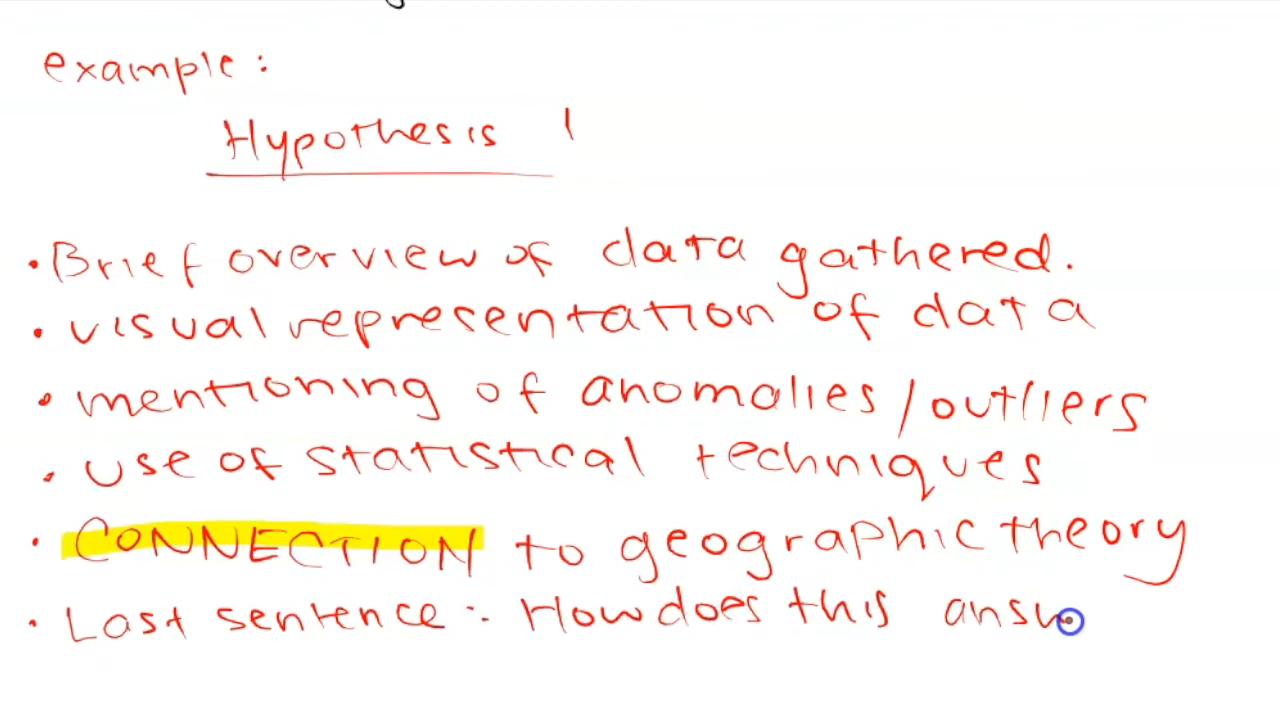 example:
Hypothesis 1
• Brief overview of data gathered.
• visual representation of data
• mentioning of anomalies/outliers
• use of statistical techniques
• CONNECTION to geographic theory
• Last sentence: How does this answ